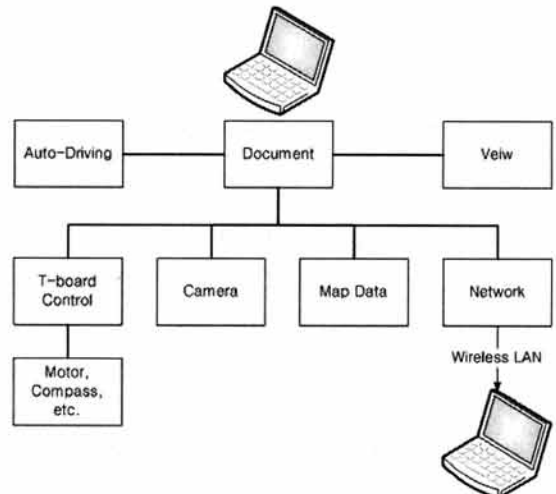 Auto-Driving
Document
Veiw
T-board
Control
Camera
Map Data
Network
Motor,
Compass,
etc.
Wireless LAN